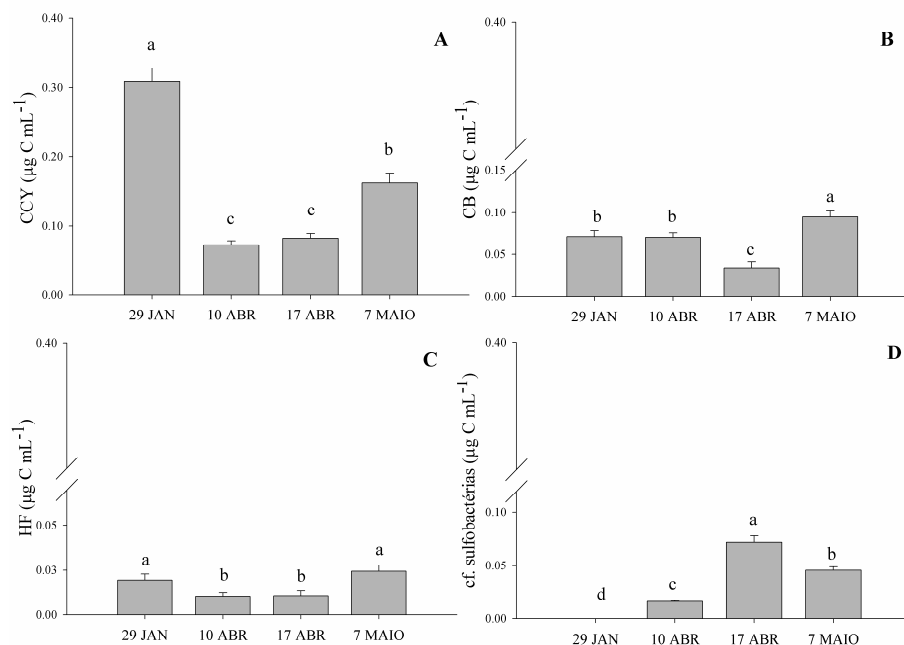 A
CCY (µg C mL⁻¹)
0.40
0.30
0.20
0.10
0.00
a
c
c
b
29 JAN
10 ABR
17 ABR
7 MAIO
B
CB (µg C mL⁻¹)
0.40
0.15
0.10
0.05
0.00
b
b
c
a
29 JAN
10 ABR
17 ABR
7 MAIO
C
HF (µg C mL⁻¹)
0.40
0.05
0.03
0.00
a
b
b
a
29 JAN
10 ABR
17 ABR
7 MAIO
D
cf. sulfobactérias (µg C mL⁻¹)
0.40
0.10
0.05
0.00
d
c
a
b
29 JAN
10 ABR
17 ABR
7 MAIO